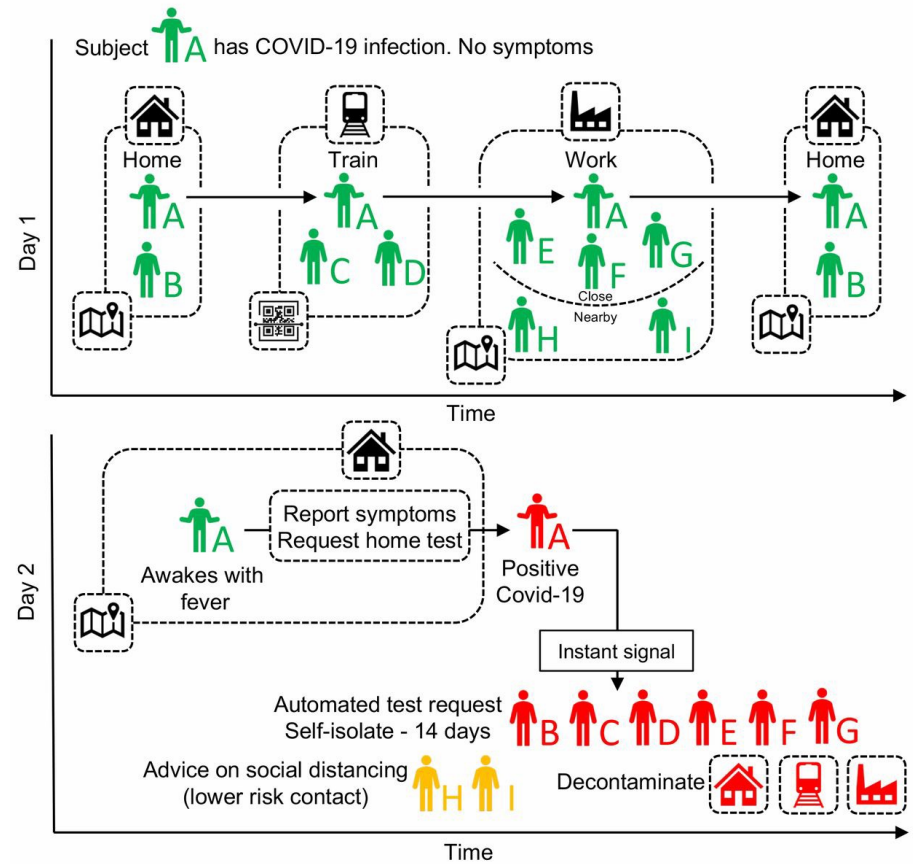 Subject A has COVID-19 infection. No symptoms
Home
Train
Work
Home
A
A
A
A
B
C
D
E
F
G
B
Close
Nearby
H
I
Day 1
Time
A
Report symptoms
Request home test
A
Awakes with
fever
Positive
Covid-19
Instant signal
Automated test request
Self-isolate - 14 days
B
C
D
E
F
G
Advice on social distancing
(lower risk contact)
H
I
Decontaminate
Day 2
Time